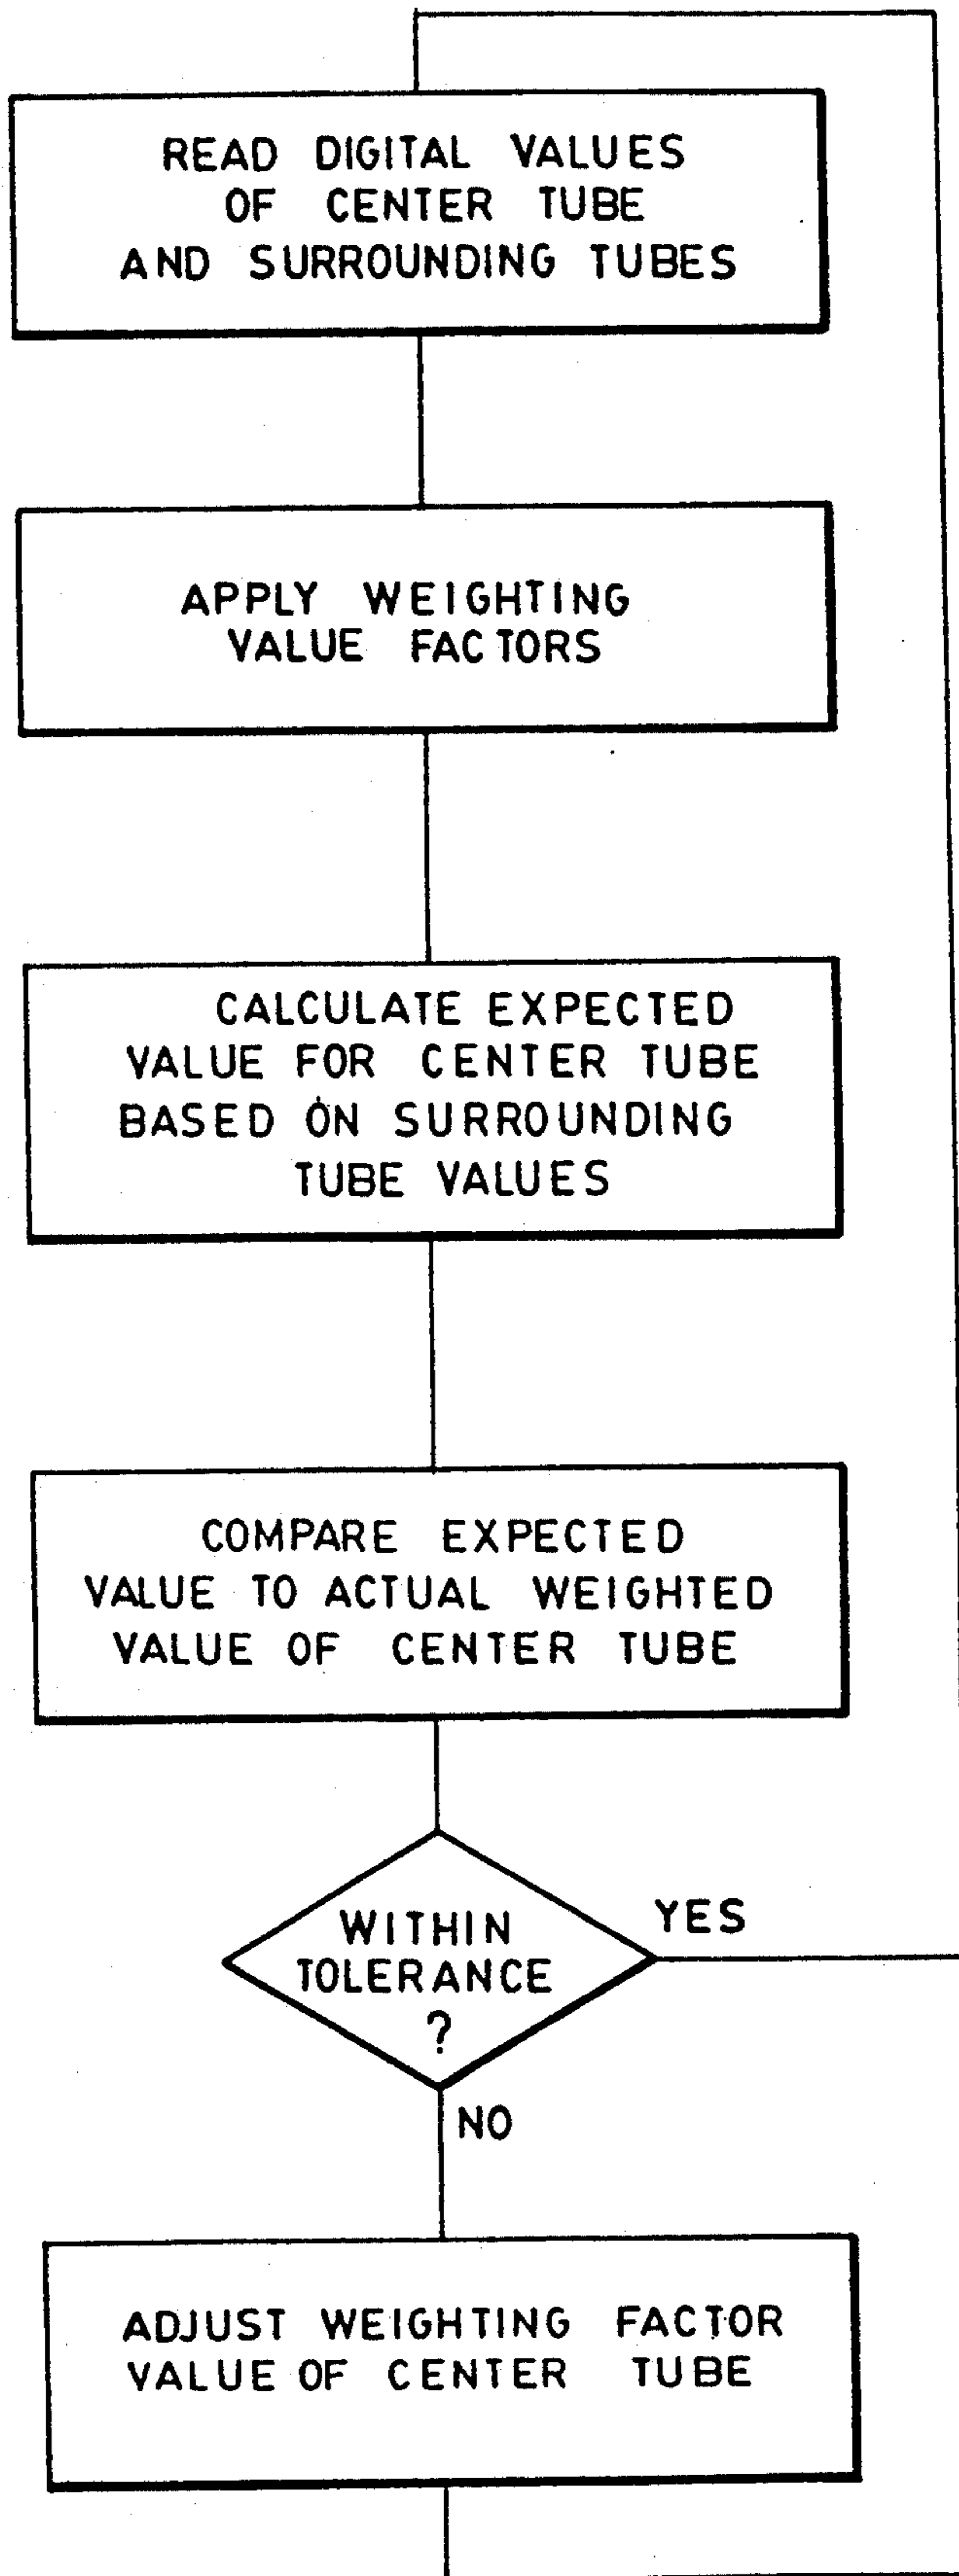 READ DIGITAL VALUES
OF CENTER TUBE
AND SURROUNDING TUBES
APPLY WEIGHTING
VALUE FACTORS
CALCULATE EXPECTED
VALUE FOR CENTER TUBE
BASED ON SURROUNDING
TUBE VALUES
COMPARE EXPECTED
VALUE TO ACTUAL WEIGHTED
VALUE OF CENTER TUBE
WITHIN
TOLERANCE
?
YES
NO
ADJUST WEIGHTING FACTOR
VALUE OF CENTER TUBE